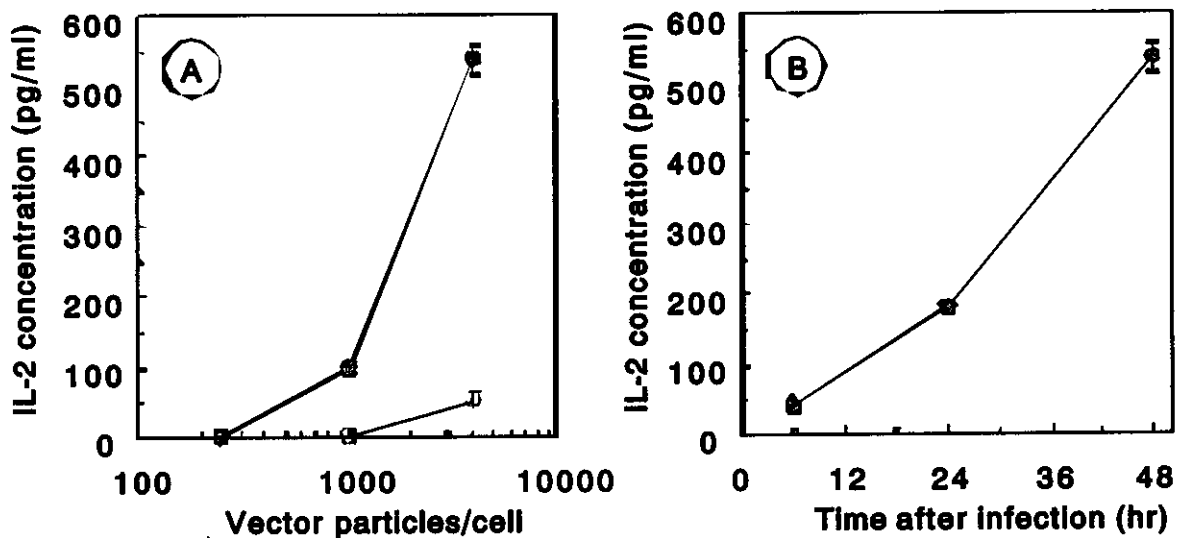 A
IL-2 concentration (pg/ml)
600
500
400
300
200
100
0
100 1000 10000
Vector particles/cell
B
IL-2 concentration (pg/ml)
600
500
400
300
200
100
0
0 12 24 36 48
Time after infection (hr)